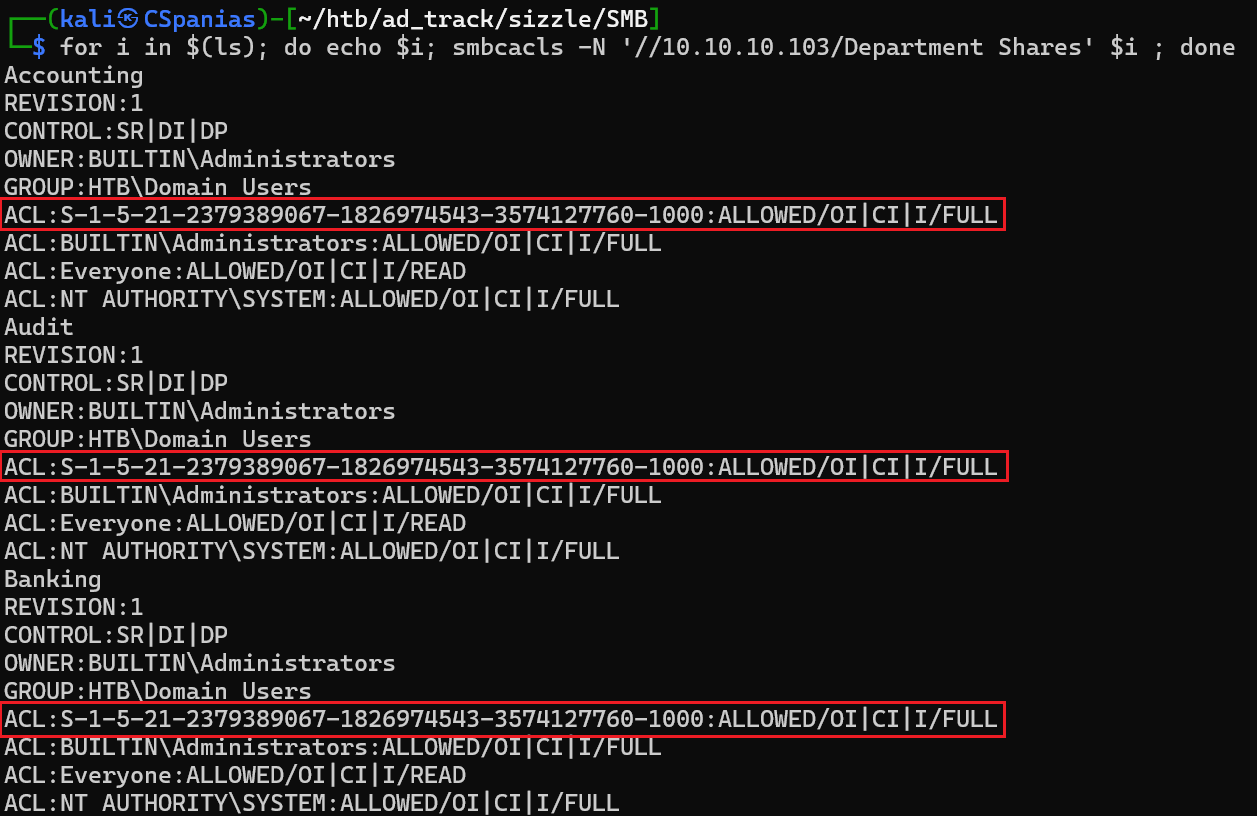 ┌──(kali㉿CSpanias)-[~/htb/ad_track/sizzle/SMB]
└─$ for i in $(ls); do echo $i; smbcacls -N '//10.10.10.103/Department Shares' $i ; done
Accounting
REVISION:1
CONTROL:SR|DI|DP
OWNER:BUILTIN\Administrators
GROUP:HTB\Domain Users
ACL:S-1-5-21-2379389067-1826974543-3574127760-1000:ALLOWED/OI|CI|I/FULL
ACL:BUILTIN\Administrators:ALLOWED/OI|CI|I/FULL
ACL:Everyone:ALLOWED/OI|CI|I/READ
ACL:NT AUTHORITY\SYSTEM:ALLOWED/OI|CI|I/FULL
Audit
REVISION:1
CONTROL:SR|DI|DP
OWNER:BUILTIN\Administrators
GROUP:HTB\Domain Users
ACL:S-1-5-21-2379389067-1826974543-3574127760-1000:ALLOWED/OI|CI|I/FULL
ACL:BUILTIN\Administrators:ALLOWED/OI|CI|I/FULL
ACL:Everyone:ALLOWED/OI|CI|I/READ
ACL:NT AUTHORITY\SYSTEM:ALLOWED/OI|CI|I/FULL
Banking
REVISION:1
CONTROL:SR|DI|DP
OWNER:BUILTIN\Administrators
GROUP:HTB\Domain Users
ACL:S-1-5-21-2379389067-1826974543-3574127760-1000:ALLOWED/OI|CI|I/FULL
ACL:BUILTIN\Administrators:ALLOWED/OI|CI|I/FULL
ACL:Everyone:ALLOWED/OI|CI|I/READ
ACL:NT AUTHORITY\SYSTEM:ALLOWED/OI|CI|I/FULL